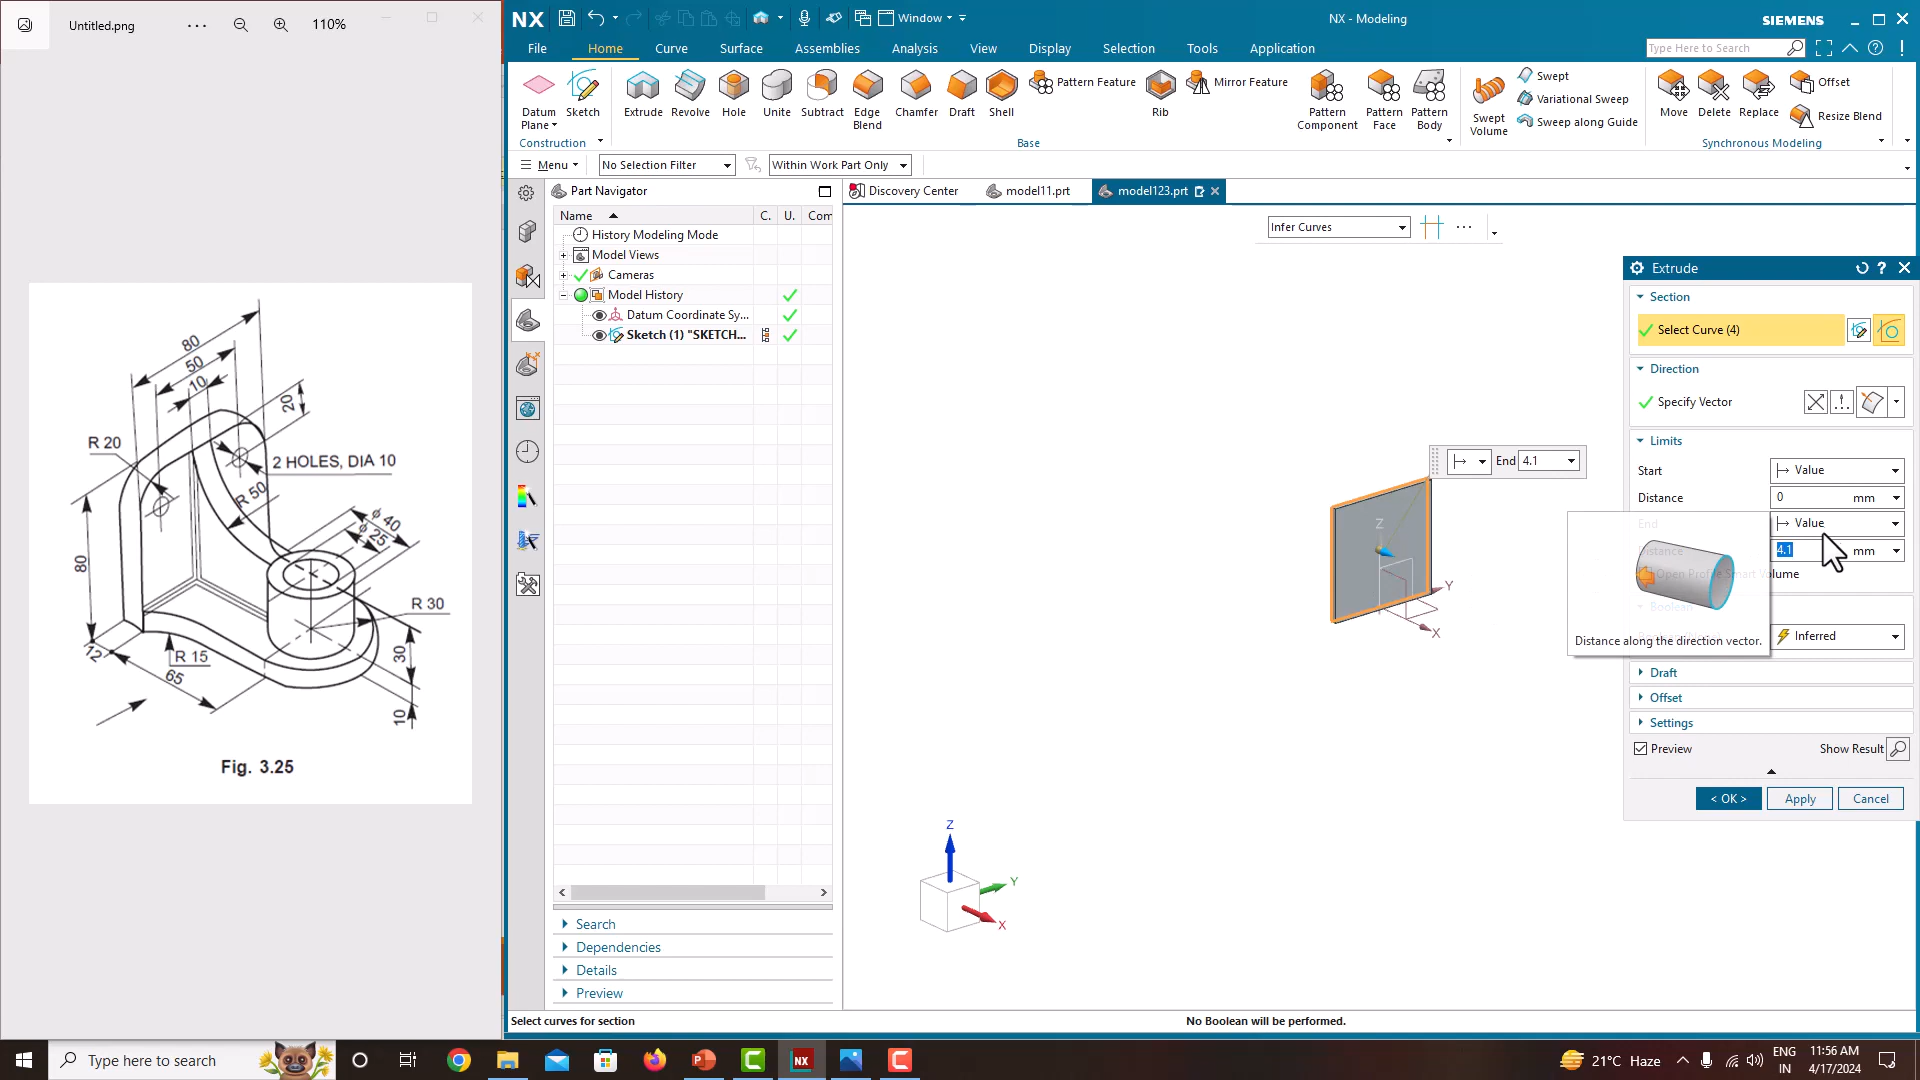 Untitled.png
110%
80
50
10
20
R 20
2 HOLES, DIA 10
R 50
ϕ 40
ϕ 25
80
R 30
12
R 15
65
30
10
Fig. 3.25
NX
Window
NX - Modeling
SIEMENS
File
Home
Curve
Surface
Assemblies
Analysis
View
Display
Selection
Tools
Application
Type Here to Search
Datum Plane
Sketch
Extrude
Revolve
Hole
Unite
Subtract
Edge Blend
Chamfer
Draft
Shell
Pattern Feature
Rib
Mirror Feature
Pattern Component
Pattern Face
Pattern Body
Swept Volume
Swept
Variational Sweep
Sweep along Guide
Move
Delete
Replace
Offset
Resize Blend
Construction
Base
Synchronous Modeling
Menu
No Selection Filter
Within Work Part Only
Part Navigator
Discovery Center
model11.prt
model123.prt
Name
C.
U.
Com
History Modeling Mode
Model Views
Cameras
Model History
Datum Coordinate Sy...
Sketch (1) "SKETCH...
Search
Dependencies
Details
Preview
Infer Curves
End 4.1
Z
Y
X
Z
Y
X
Extrude
Section
Select Curve (4)
Direction
Specify Vector
Limits
Start
Value
Distance
0 mm
End
Value
Distance
4.1 mm
Open Profile Smart Volume
Boolean
Distance along the direction vector.
Inferred
Draft
Offset
Settings
Preview
Show Result
< OK >
Apply
Cancel
Select curves for section
No Boolean will be performed.
Type here to search
NX
21°C Haze
ENG
IN
11:56 AM
4/17/2024